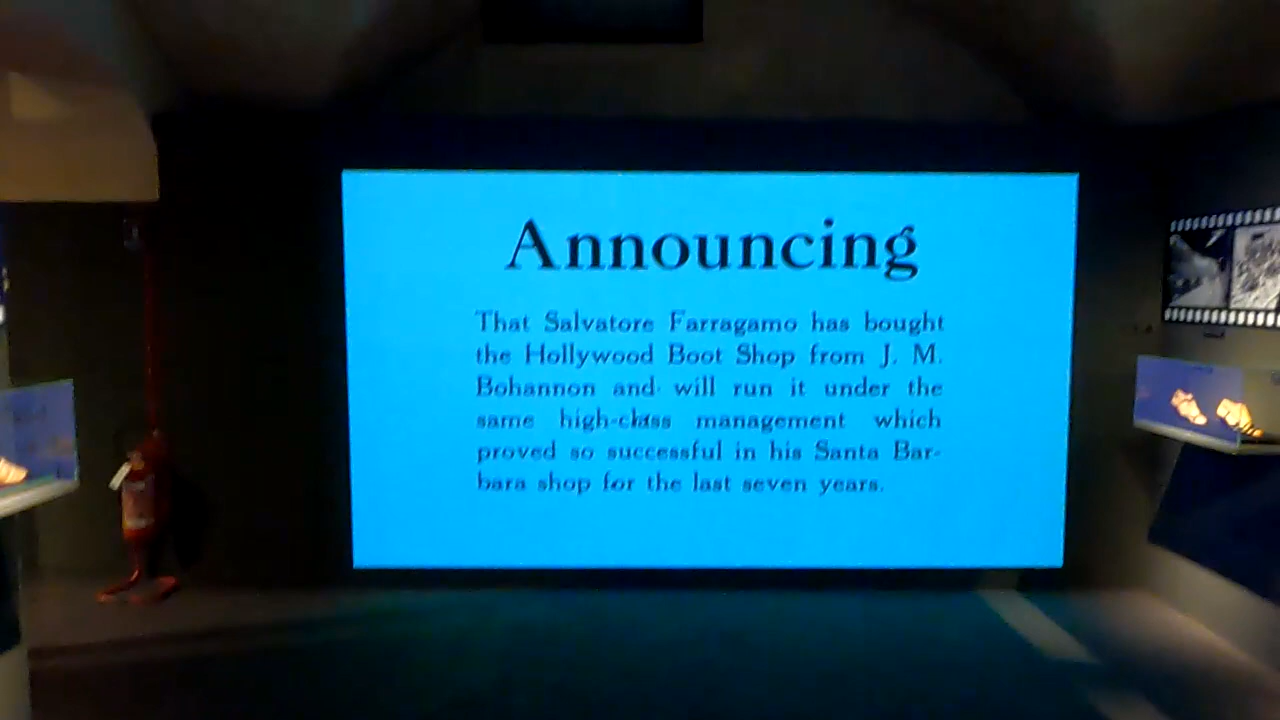 Announcing
That Salvatore Farragamo has bought
the Hollywood Boot Shop from J. M.
Bohannon and will run it under the
same high-class management which
proved so successful in his Santa Bar-
bara shop for the last seven years.